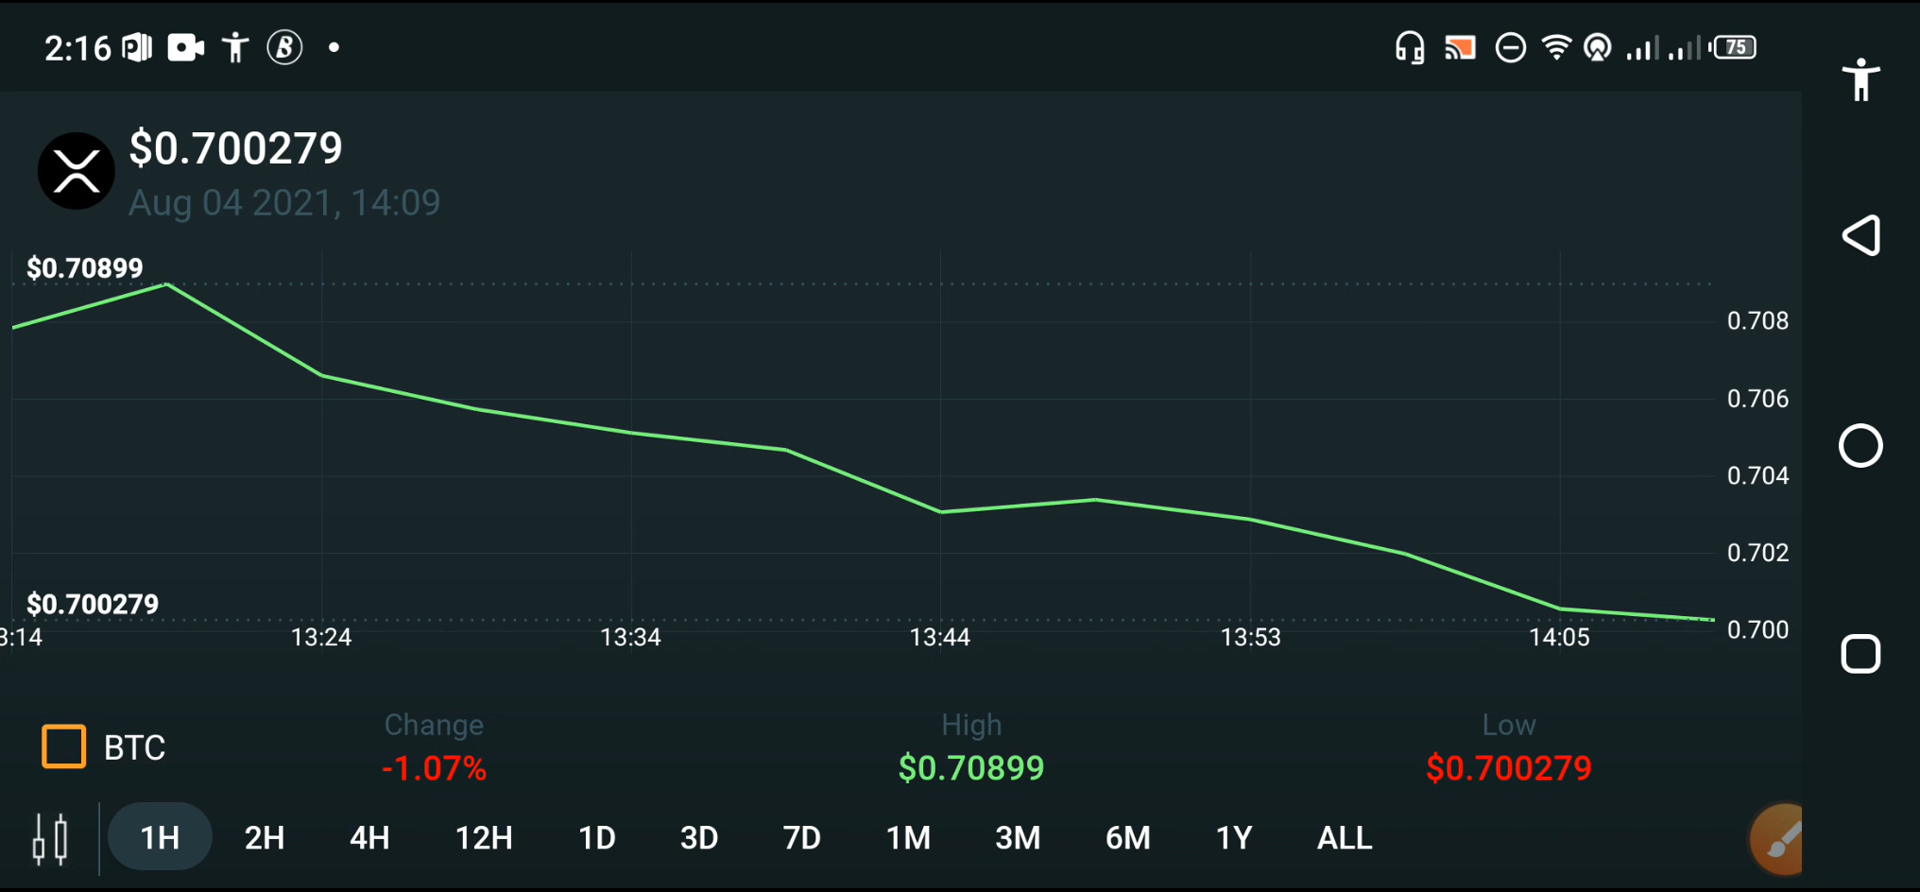 2:16
75
$0.700279
Aug 04 2021, 14:09
$0.70899
0.708
0.706
0.704
0.702
$0.700279
0.700
3:14 13:24 13:34 13:44 13:53 14:05
BTC
Change High Low
-1.07% $0.70899 $0.700279
1H 2H 4H 12H 1D 3D 7D 1M 3M 6M 1Y ALL